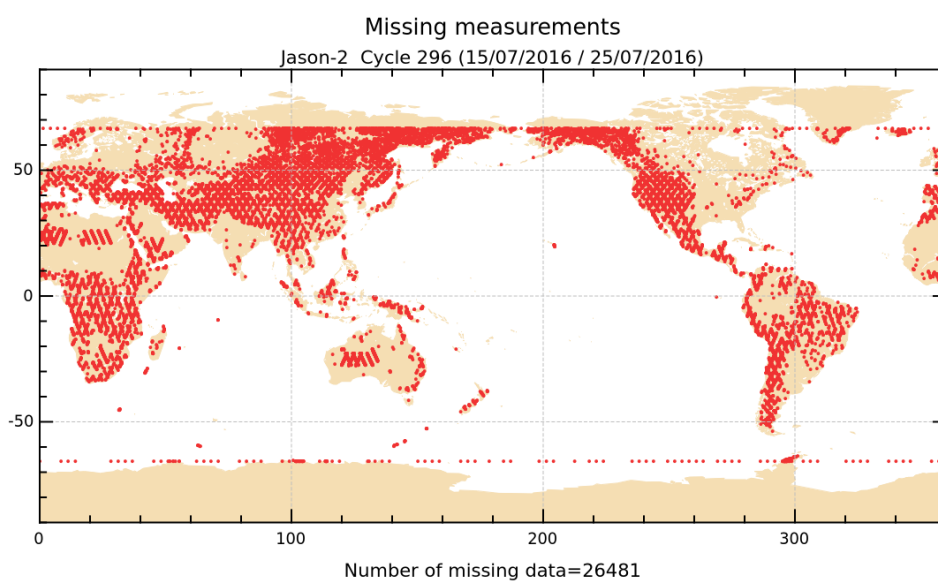 Missing measurements
Jason-2  Cycle 296 (15/07/2016 / 25/07/2016)
50
0
-50
0 100 200 300
Number of missing data=26481